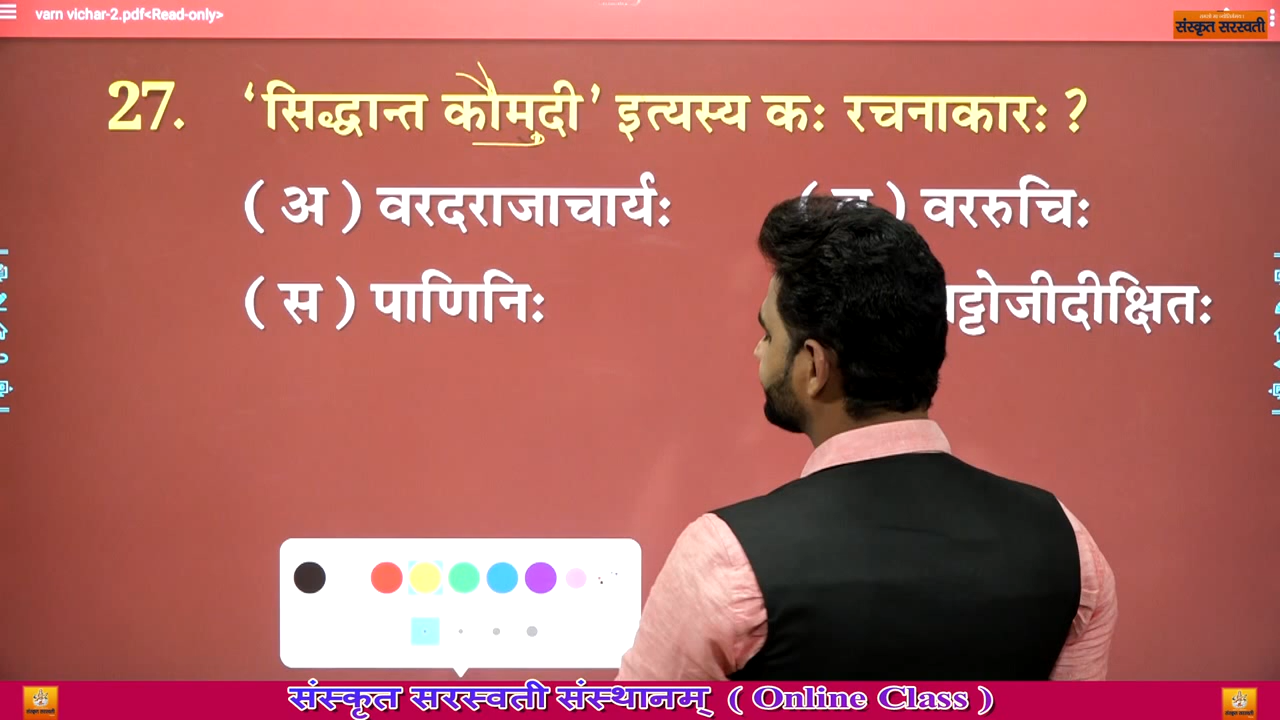 varn vichar-2.pdf<Read-only>
संस्कृत सरस्वती
27. 'सिद्धान्त कौमुदी' इत्यस्य कः रचनाकारः ?
( अ ) वरदराजाचार्यः ) वररुचिः
( स ) पाणिनिः ट्टोजीदीक्षितः
संस्कृत सरस्वती संस्थानम् ( Online Class )